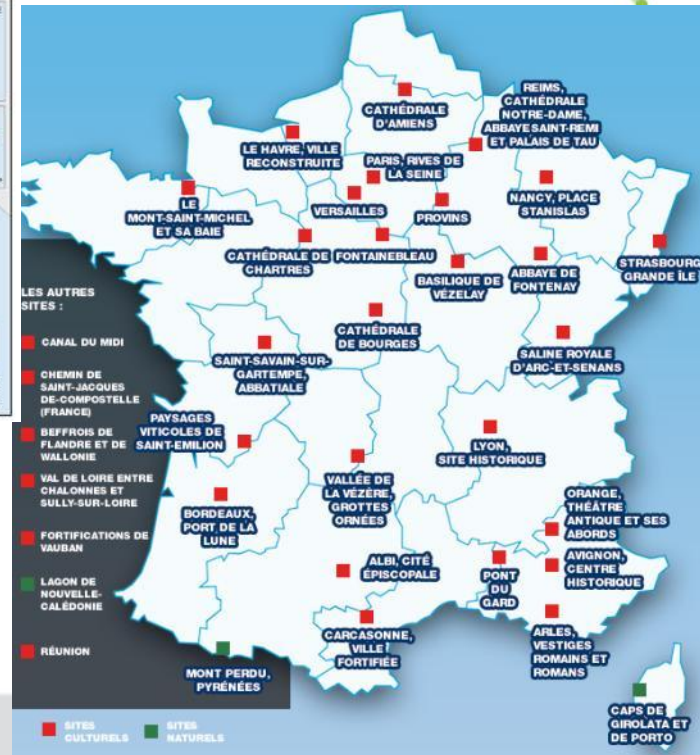 CATHÉDRALE
D'AMIENS
REIMS,
CATHÉDRALE
NOTRE-DAME,
ABBAYE SAINT-REMI
ET PALAIS DE TAU
LE HAVRE, VILLE
RECONSTRUITE
PARIS, RIVES DE
LA SEINE
LE
MONT-SAINT-MICHEL
ET SA BAIE
VERSAILLES
PROVINS
NANCY, PLACE
STANISLAS
CATHÉDRALE DE
CHARTRES
FONTAINEBLEAU
BASILIQUE DE
VÉZELAY
ABBAYE DE
FONTENAY
STRASBOURG
GRANDE ÎLE
CATHÉDRALE
DE BOURGES
SAINT-SAVAIN-SUR-
GARTEMPE,
ABBATIALE
SALINE ROYALE
D'ARC-ET-SENANS
PAYSAGES
VITICOLES DE
SAINT-EMILION
LYON,
SITE HISTORIQUE
VALLÉE DE
LA VÉZÈRE,
GROTTES
ORNÉES
BORDEAUX,
PORT DE LA
LUNE
ORANGE,
THÉÂTRE
ANTIQUE ET SES
ABORDS
ALBI, CITÉ
ÉPISCOPALE
PONT
DU
GARD
AVIGNON,
CENTRE
HISTORIQUE
CARCASONNE,
VILLE
FORTIFIÉE
ARLES,
VESTIGES
ROMAINS ET
ROMANS
MONT PERDU,
PYRÉNÉES
CAPS DE
GIROLATA ET
DE PORTO
LES AUTRES
SITES :
CANAL DU MIDI
CHEMIN DE
SAINT-JACQUES
DE-COMPOSTELLE
(FRANCE)
BEFFROIS DE
FLANDRE ET DE
WALLONIE
VAL DE LOIRE ENTRE
CHALONNES ET
SULLY-SUR-LOIRE
FORTIFICATIONS DE
VAUBAN
LAGON DE
NOUVELLE-
CALÉDONIE
RÉUNION
SITES
CULTURELS
SITES
NATURELS